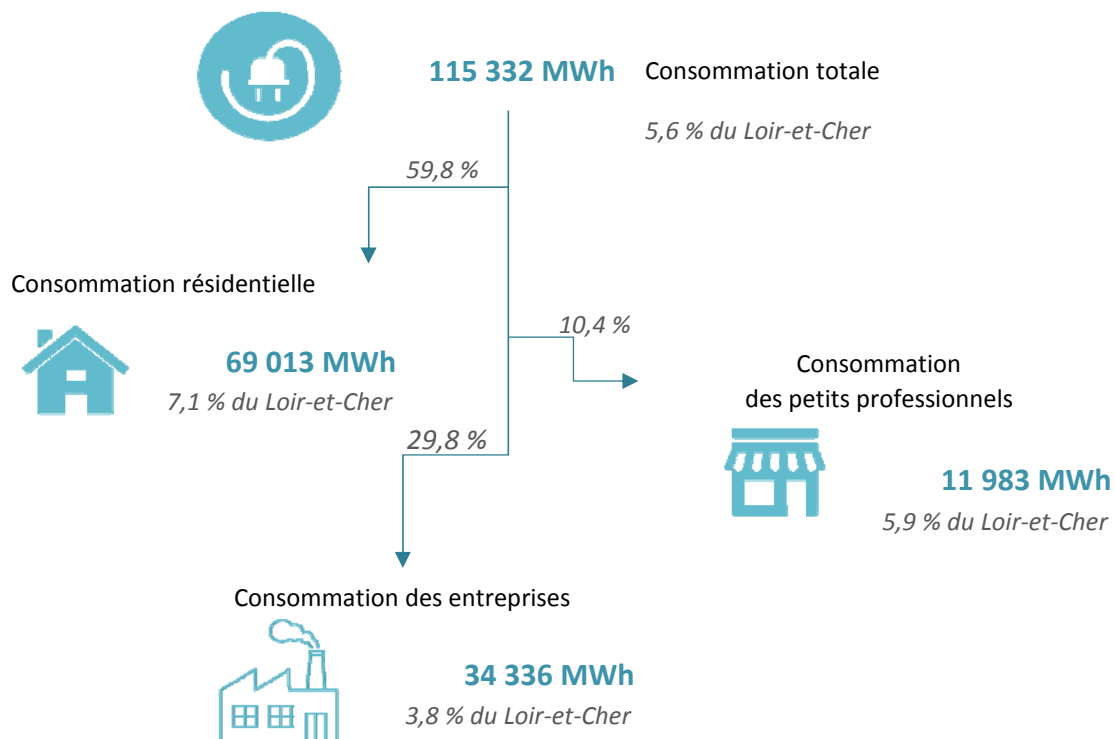 115 332 MWh Consommation totale
5,6 % du Loir-et-Cher
59,8 %
Consommation résidentielle
69 013 MWh
7,1 % du Loir-et-Cher
10,4 %
Consommation
des petits professionnels
11 983 MWh
5,9 % du Loir-et-Cher
29,8 %
Consommation des entreprises
34 336 MWh
3,8 % du Loir-et-Cher